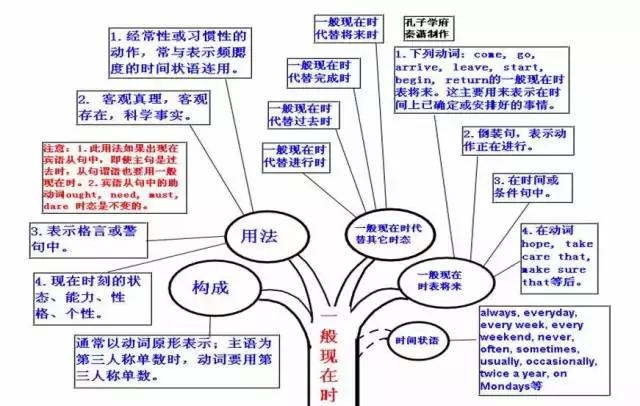 1. 经常性或习惯性的
动作，常与表示频腮
度的时间状语连用。
2. 客观真理，客观
存在，科学事实。
注意：1.此用法如果出现在
宾语从句中，即使主句是过
去时，从句谓语也要用一般
现在时。2.宾语从句中的助
动词ought, need, must,
dare 时态是不变的。
3.表示格言或警
句中。
4.现在时刻的状
态、能力、性
格、个性。
用法
构成
通常以动词原形表示；主语为
第三人称单数时，动词要用第
三人称单数。
一般现在时
代替将来时
一般现在时
代替完成时
一般现在时
代替过去时
一般现在时
代替进行时
一般现在时代
替其它时态
孔子学府
秦潇制作
1.下列动词：come, go,
arrive, leave, start,
begin, return的一般现在时
表将来。这主要用来表示在时
间上已确定或安排好的事情。
2.倒装句，表示动
作正在进行。
3.在时间或
条件句中。
4.在动词
hope, take
care that,
make sure
that等后。
一般现在
时表将来
时间状语
always, everyday,
every week, every
weekend, never,
often, sometimes,
usually, occasionally,
twice a year, on
Mondays等
一般现在时